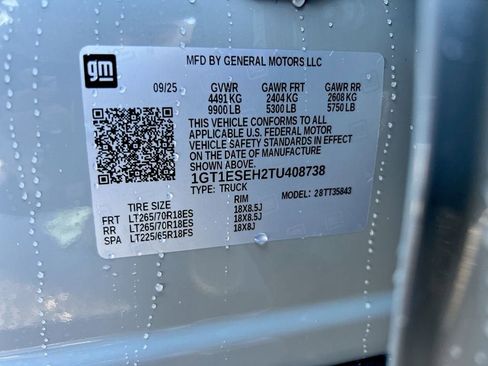 gm
MFD BY GENERAL MOTORS LLC
09/25 GVWR GAWR FRT GAWR RR
4491 KG 2404 KG 2608 KG
9900 LB 5300 LB 5750 LB
THIS VEHICLE CONFORMS TO ALL
APPLICABLE U.S. FEDERAL MOTOR
VEHICLE SAFETY STANDARDS IN EFFECT
ON THE DATE OF MANUFACTURE
SHOWN ABOVE.
1GT1ESEH2TU408738
TYPE: TRUCK MODEL: 28TT35843
TIRE SIZE RIM
FRT LT265/70R18ES 18X8.5J
RR LT265/70R18ES 18X8.5J
SPA LT225/65R18FS 18X8J